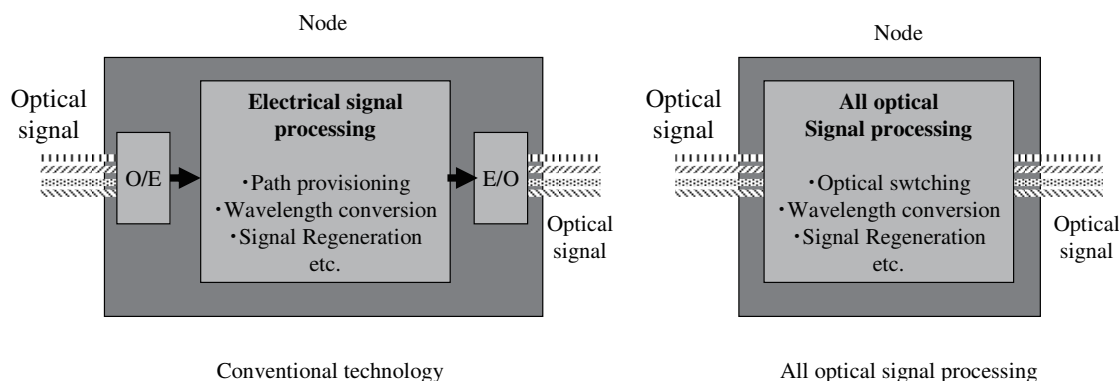 Node
Optical
signal
O/E
Electrical signal
processing
・Path provisioning
・Wavelength conversion
・Signal Regeneration
etc.
E/O
Optical
signal
Conventional technology
Node
Optical
signal
All optical
Signal processing
・Optical swtching
・Wavelength conversion
・Signal Regeneration
etc.
Optical
signal
All optical signal processing